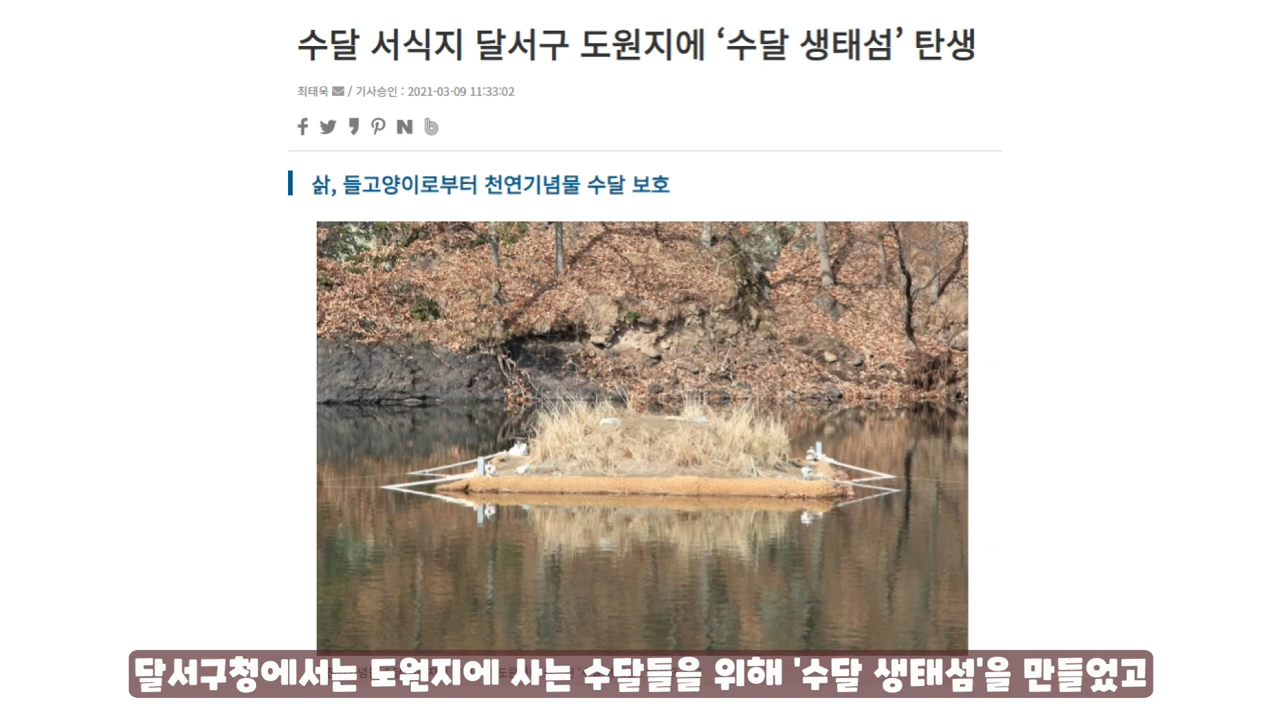 수달 서식지 달서구 도원지에 ‘수달 생태섬’ 탄생
최태욱 / 기사승인 : 2021-03-09 11:33:02
삵, 들고양이로부터 천연기념물 수달 보호
달서구청에서는 도원지에 사는 수달들을 위해 '수달 생태섬'을 만들었고